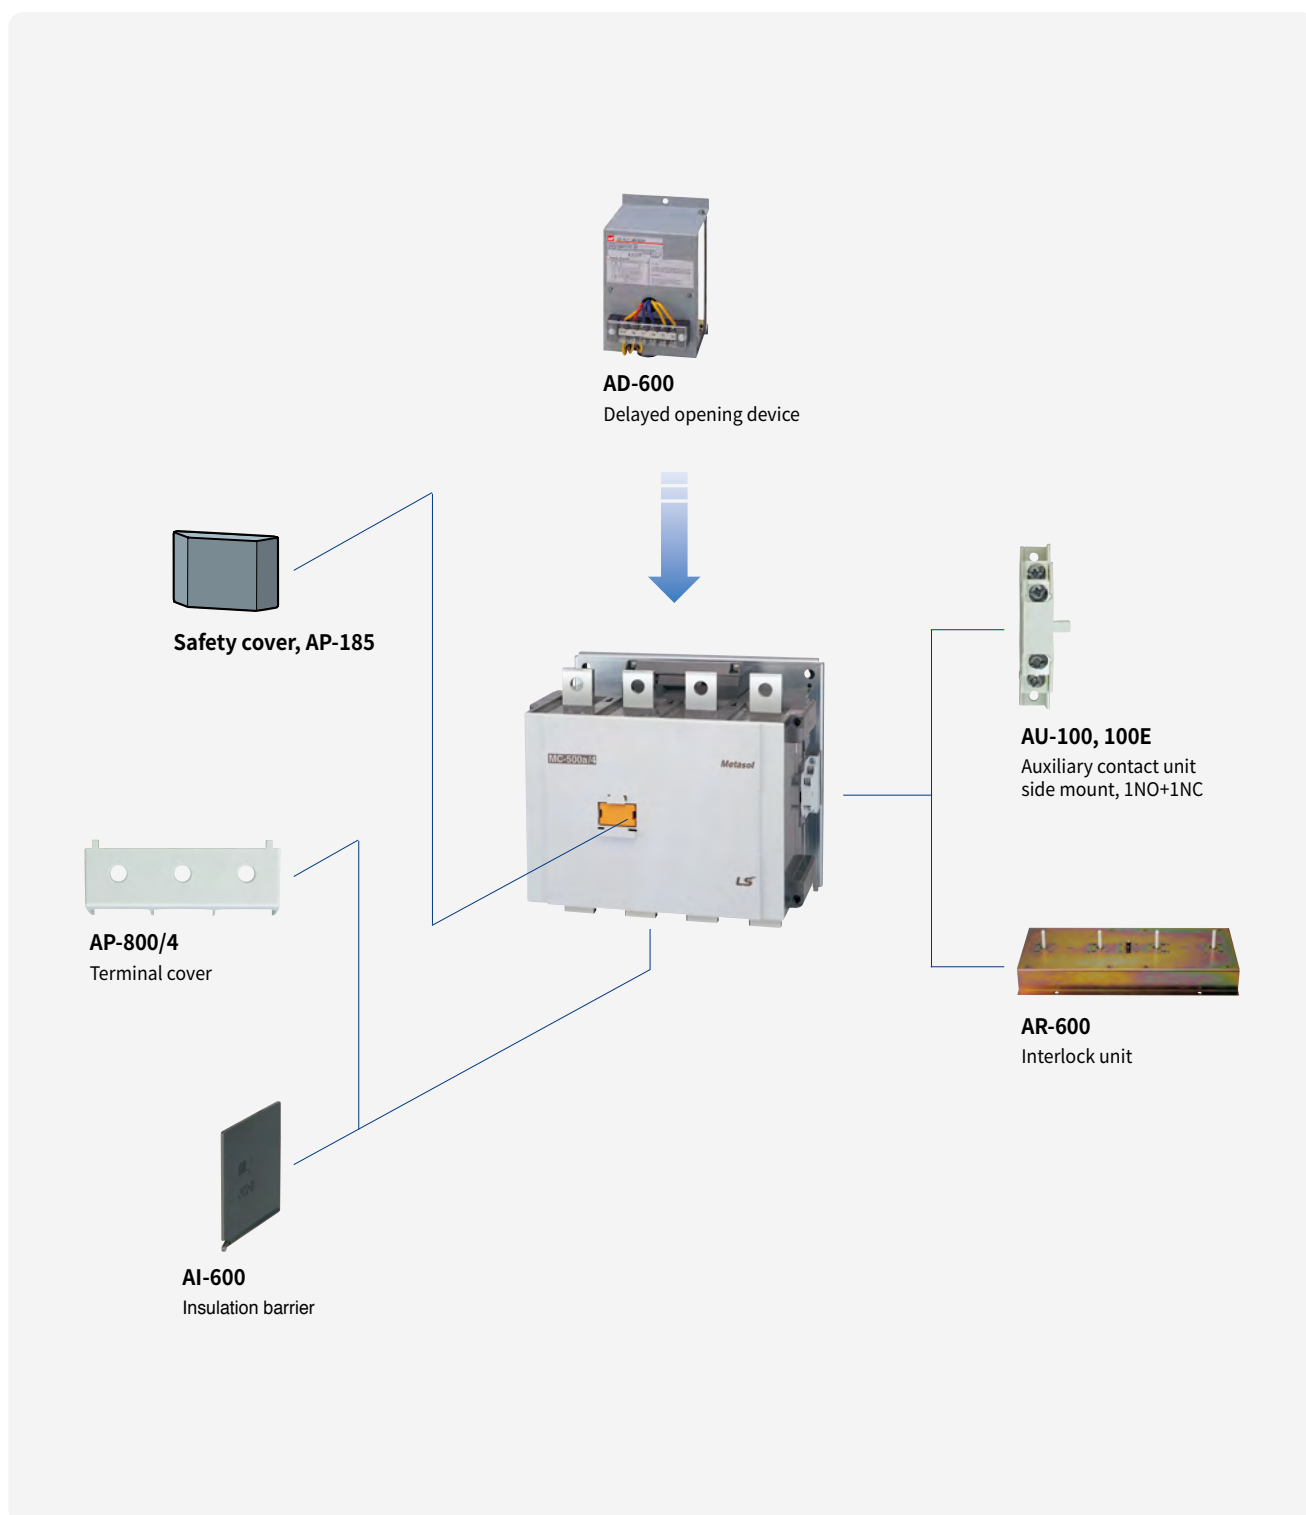 AD-600
Delayed opening device
Safety cover, AP-185
MC-500a/4
Metasol
LS
AU-100, 100E
Auxiliary contact unit
side mount, 1NO+1NC
AP-800/4
Terminal cover
AR-600
Interlock unit
AI-600
Insulation barrier